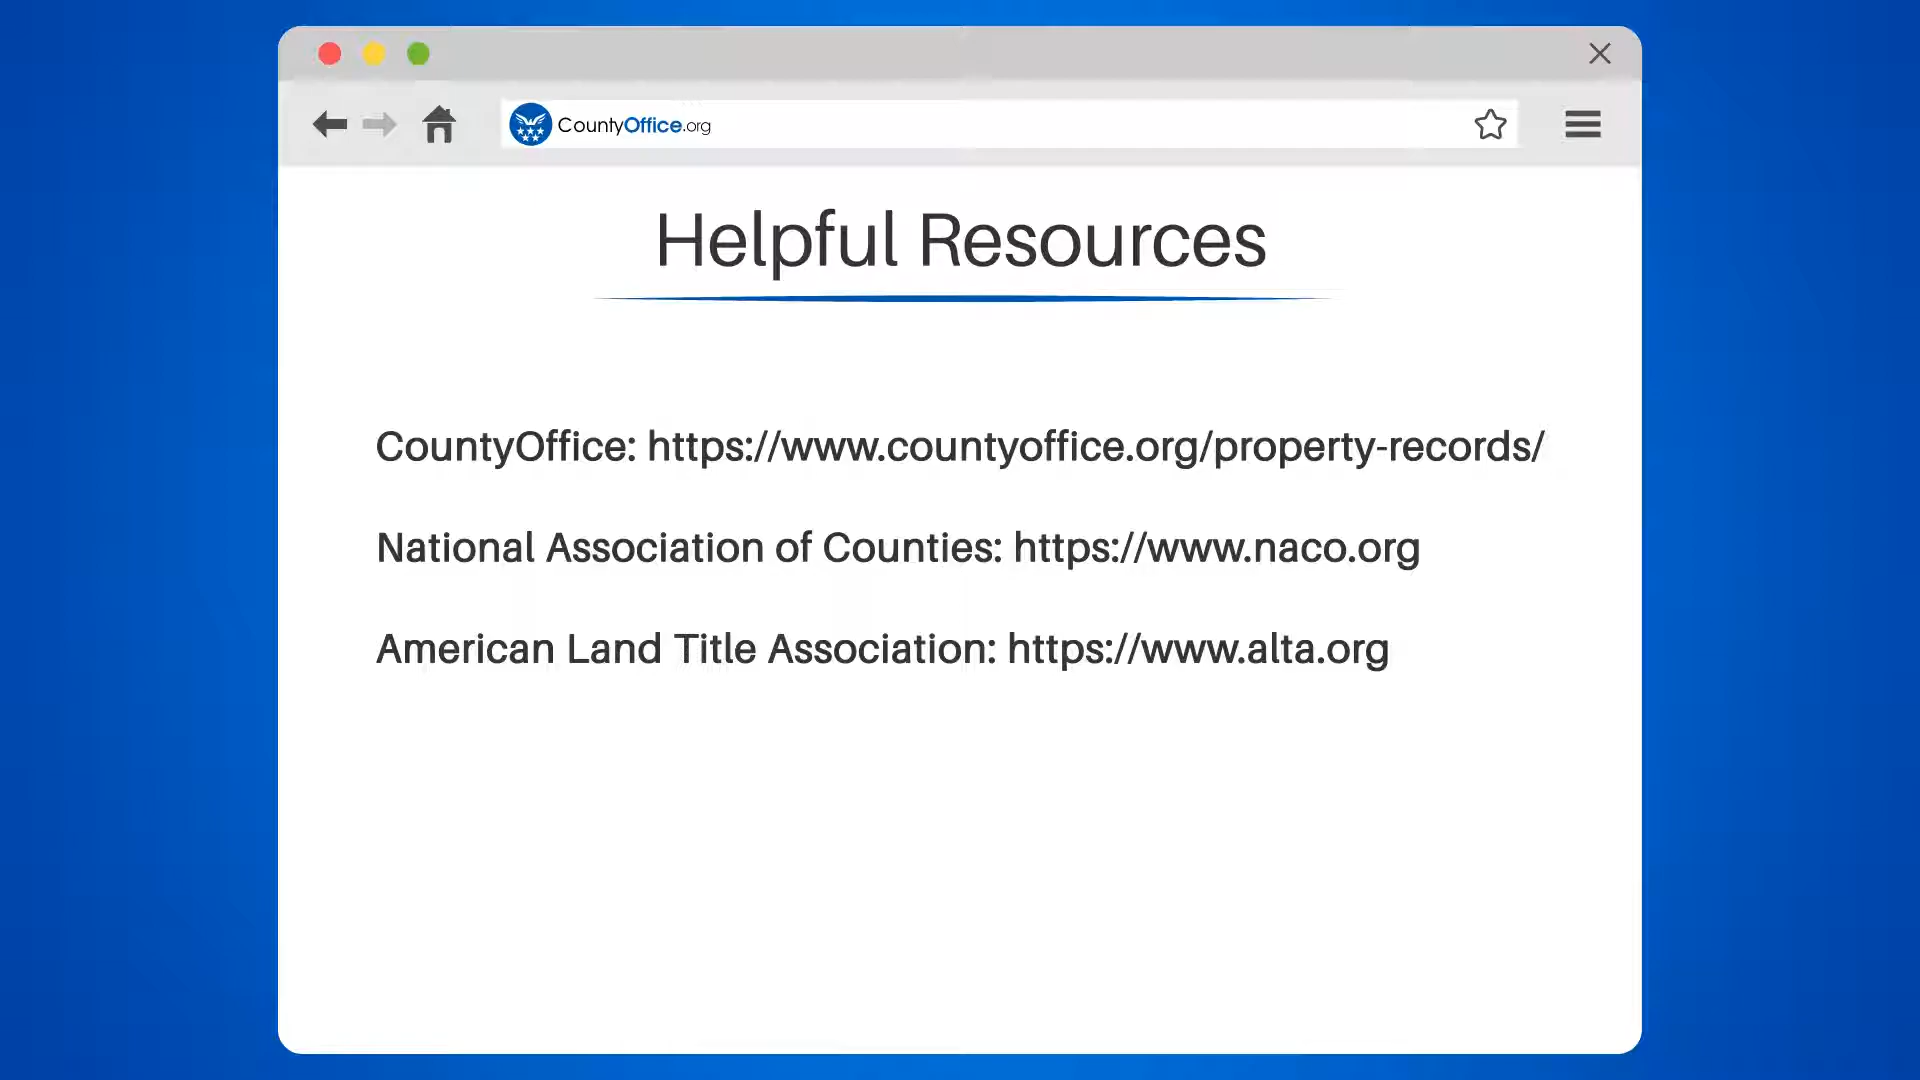 CountyOffice.org
Helpful Resources
CountyOffice: https://www.countyoffice.org/property-records/
National Association of Counties: https://www.naco.org
American Land Title Association: https://www.alta.org